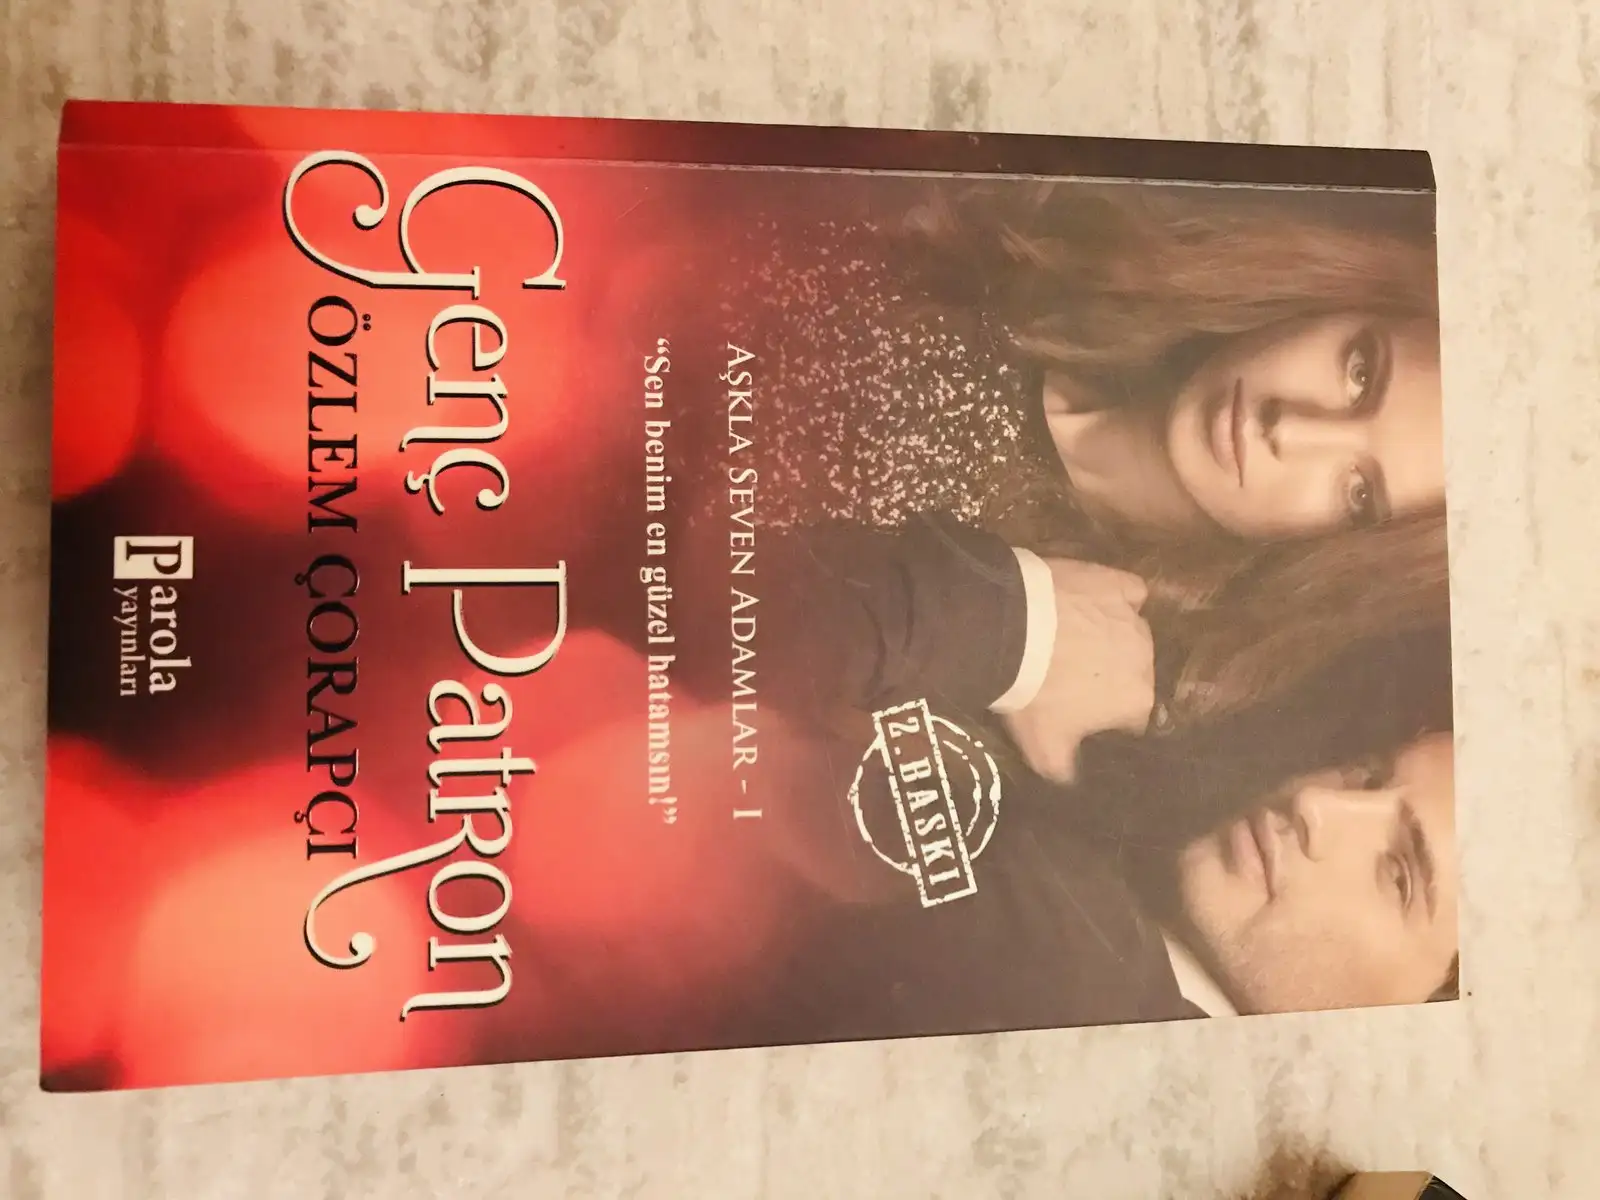 2. BASKI
AŞKLA SEVEN ADAMLAR - I
“Sen benim en güzel hatamsın!”
Genç Patron
ÖZLEM ÇORAPÇI
Parola
yayınları